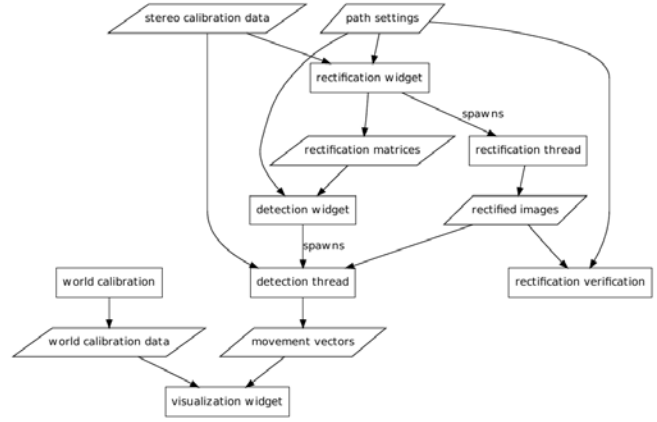 stereo calibration data
path settings
rectification widget
spawns
rectification matrices
rectification thread
detection widget
rectified images
spawns
world calibration
detection thread
rectification verification
world calibration data
movement vectors
visualization widget